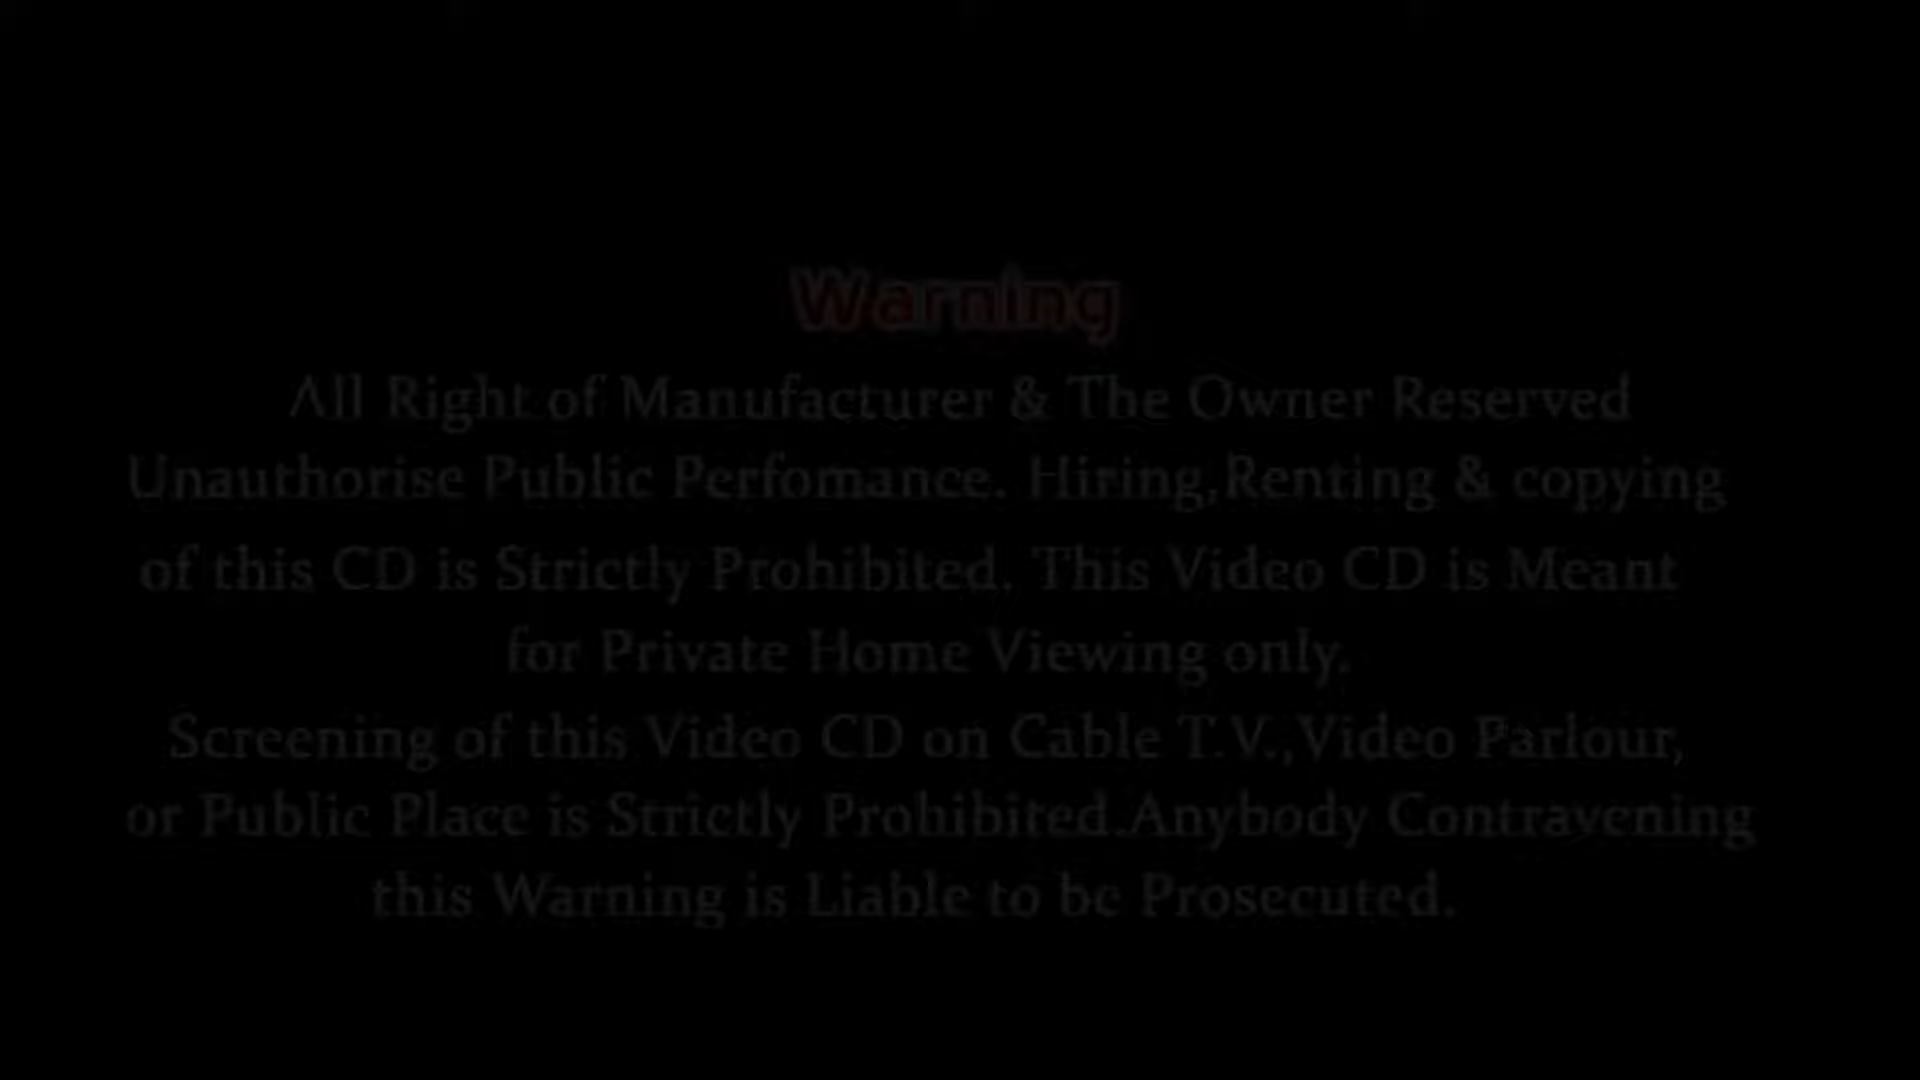 Warning
All Right of Manufacturer & The Owner Reserved
Unauthorise Public Perfomance. Hiring,Renting & copying
of this CD is Strictly Prohibited. This Video CD is Meant
for Private Home Viewing only.
Screening of this Video CD on Cable T.V.,Video Parlour,
or Public Place is Strictly Prohibited.Anybody Contravening
this Warning is Liable to be Prosecuted.